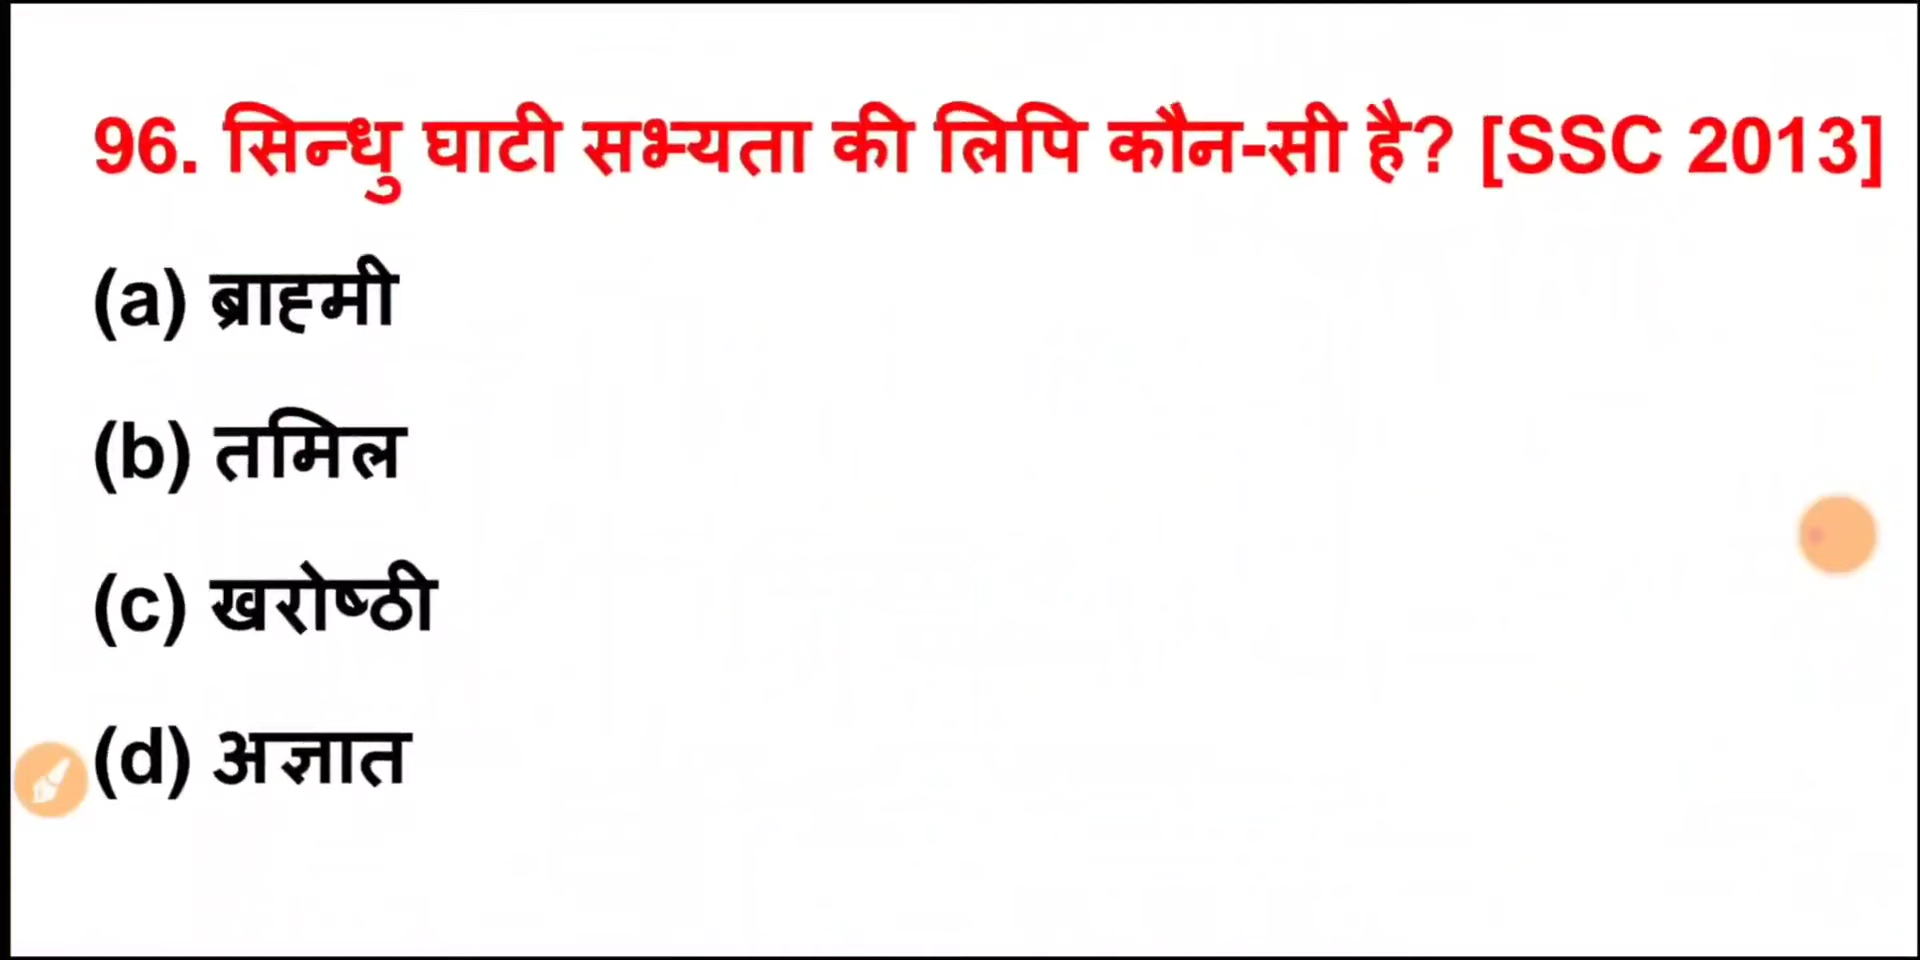 96. सिन्धु घाटी सभ्यता की लिपि कौन-सी है? [SSC 2013]
(a) ब्राह्मी
(b) तमिल
(c) खरोष्ठी
(d) अज्ञात